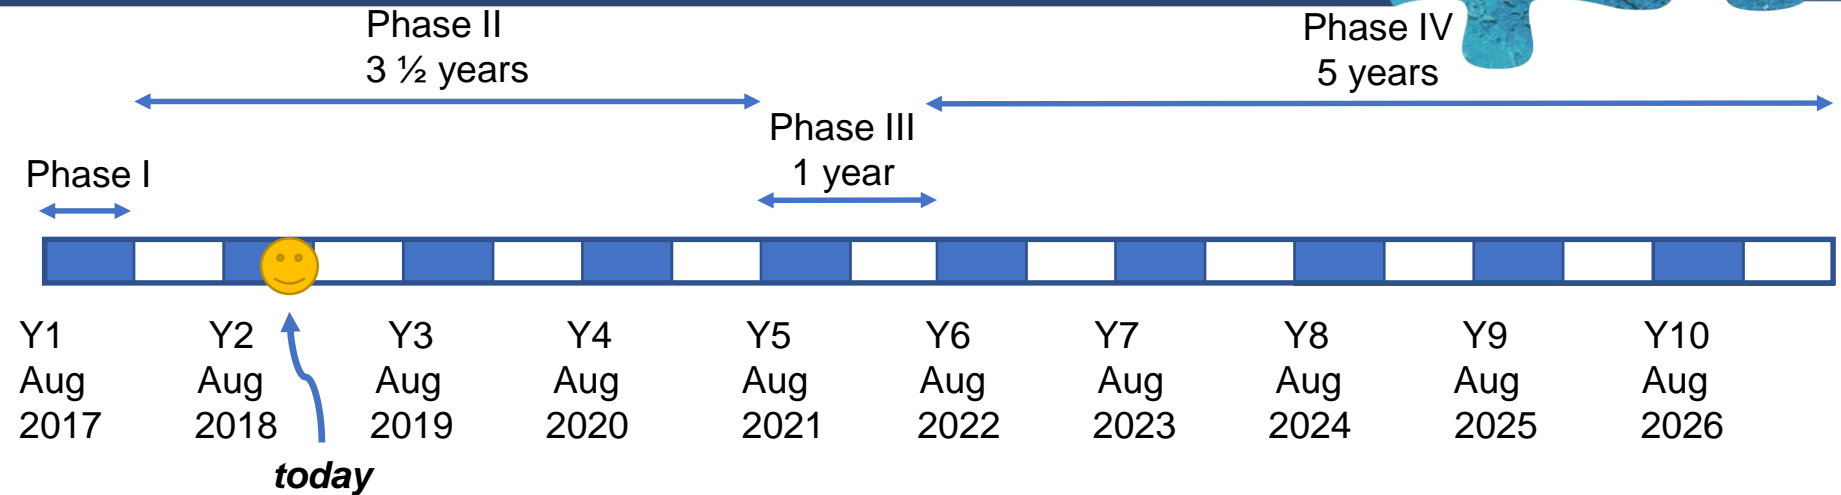 Phase II
3 ½ years
Phase IV
5 years
Phase III
1 year
Phase I
Y1
Aug
2017
Y2
Aug
2018
Y3
Aug
2019
Y4
Aug
2020
Y5
Aug
2021
Y6
Aug
2022
Y7
Aug
2023
Y8
Aug
2024
Y9
Aug
2025
Y10
Aug
2026
today